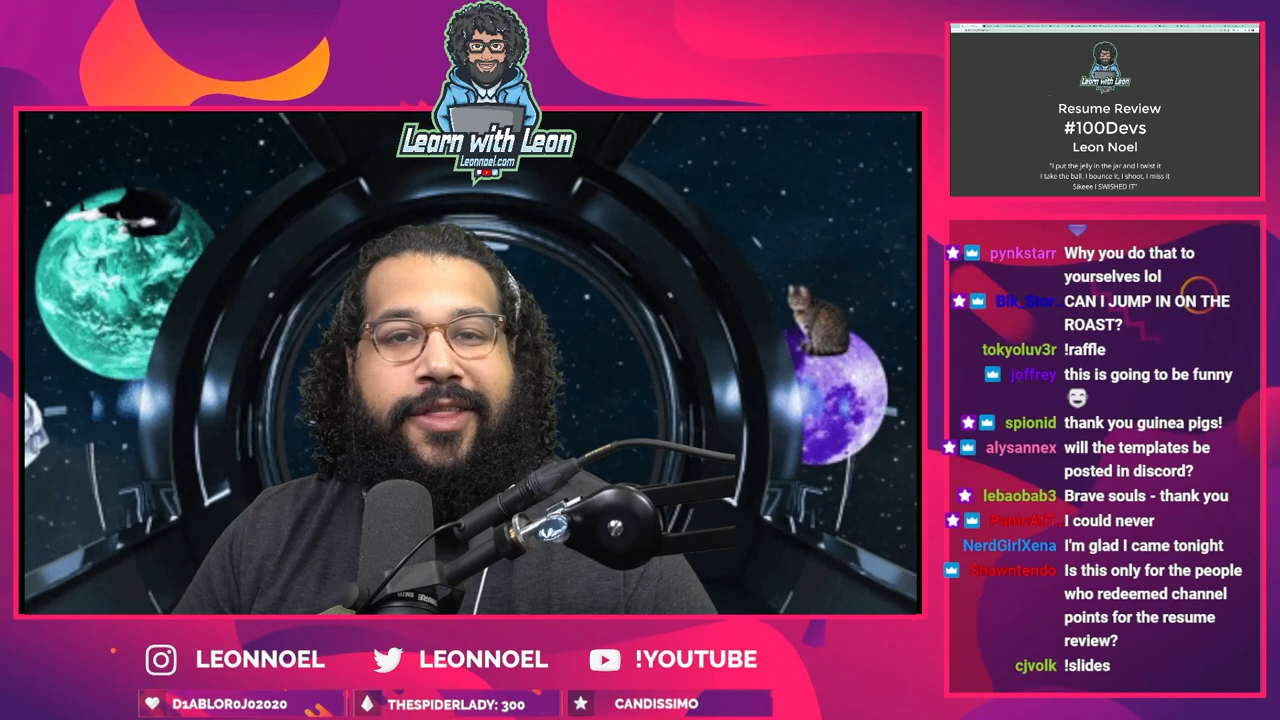 Learn with Leon
Leonnoel.com
Learn with Leon
Resume Review
#100Devs
Leon Noel
"I put the jelly in the jar and I twist it
I take the ball, I bounce it, I shoot, I miss it
Sikeee I SWISHED IT"
pynkstarr Why you do that to
yourselves lol
CAN I JUMP IN ON THE
ROAST?
tokyoluv3r !raffle
joffrey this is going to be funny
spionid thank you guinea pigs!
alysannex will the templates be
posted in discord?
lebaobab3 Brave souls - thank you
I could never
NerdGirlXena I'm glad I came tonight
Shawntendo Is this only for the people
who redeemed channel
points for the resume
review?
cjvolk !slides
LEONNOEL LEONNOEL !YOUTUBE
D1ABLOR0J02020 THESPIDERLADY: 300 CANDISSIMO